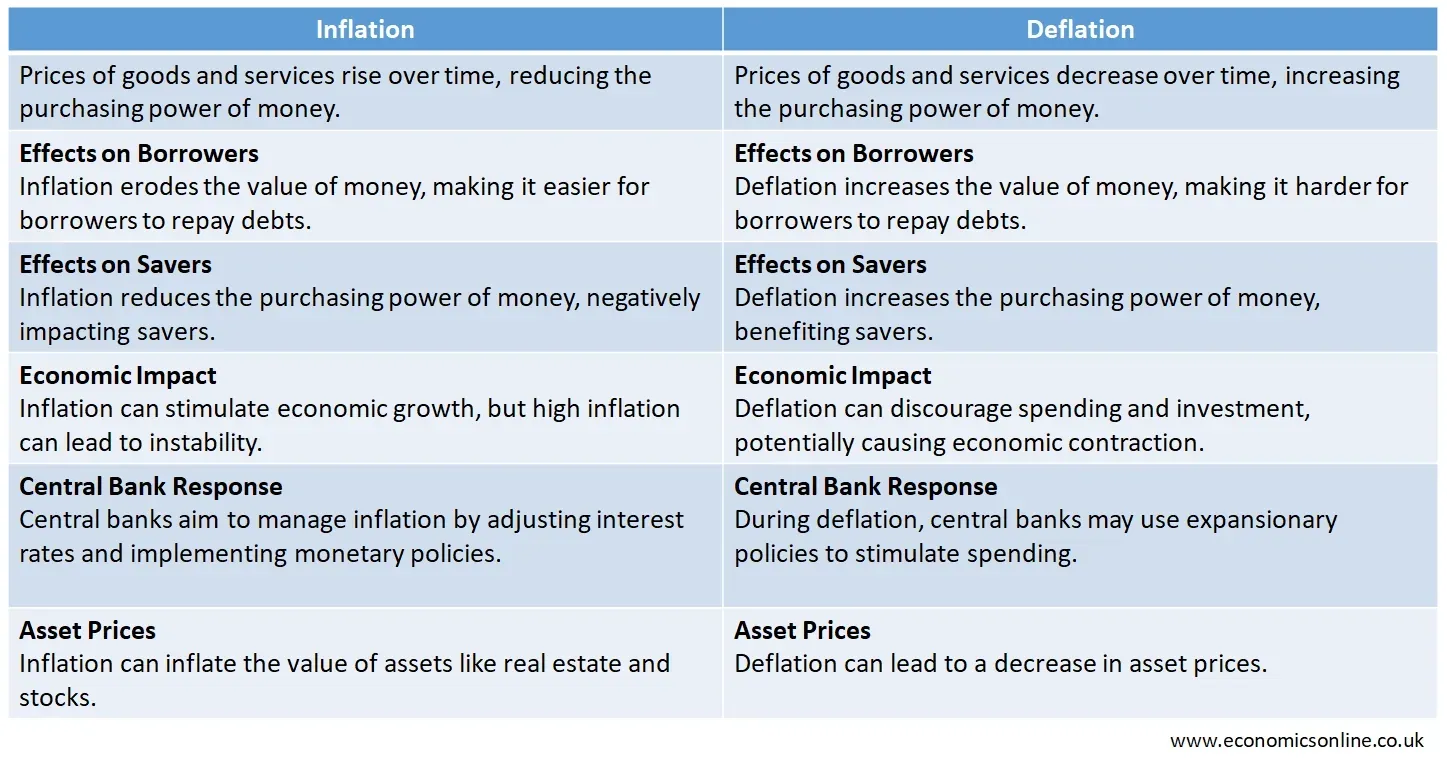 Inflation
Deflation
Prices of goods and services rise over time, reducing the
purchasing power of money.
Prices of goods and services decrease over time, increasing
the purchasing power of money.
Effects on Borrowers
Inflation erodes the value of money, making it easier for
borrowers to repay debts.
Effects on Borrowers
Deflation increases the value of money, making it harder for
borrowers to repay debts.
Effects on Savers
Inflation reduces the purchasing power of money, negatively
impacting savers.
Effects on Savers
Deflation increases the purchasing power of money,
benefiting savers.
Economic Impact
Inflation can stimulate economic growth, but high inflation
can lead to instability.
Economic Impact
Deflation can discourage spending and investment,
potentially causing economic contraction.
Central Bank Response
Central banks aim to manage inflation by adjusting interest
rates and implementing monetary policies.
Central Bank Response
During deflation, central banks may use expansionary
policies to stimulate spending.
Asset Prices
Inflation can inflate the value of assets like real estate and
stocks.
Asset Prices
Deflation can lead to a decrease in asset prices.
www.economicsonline.co.uk